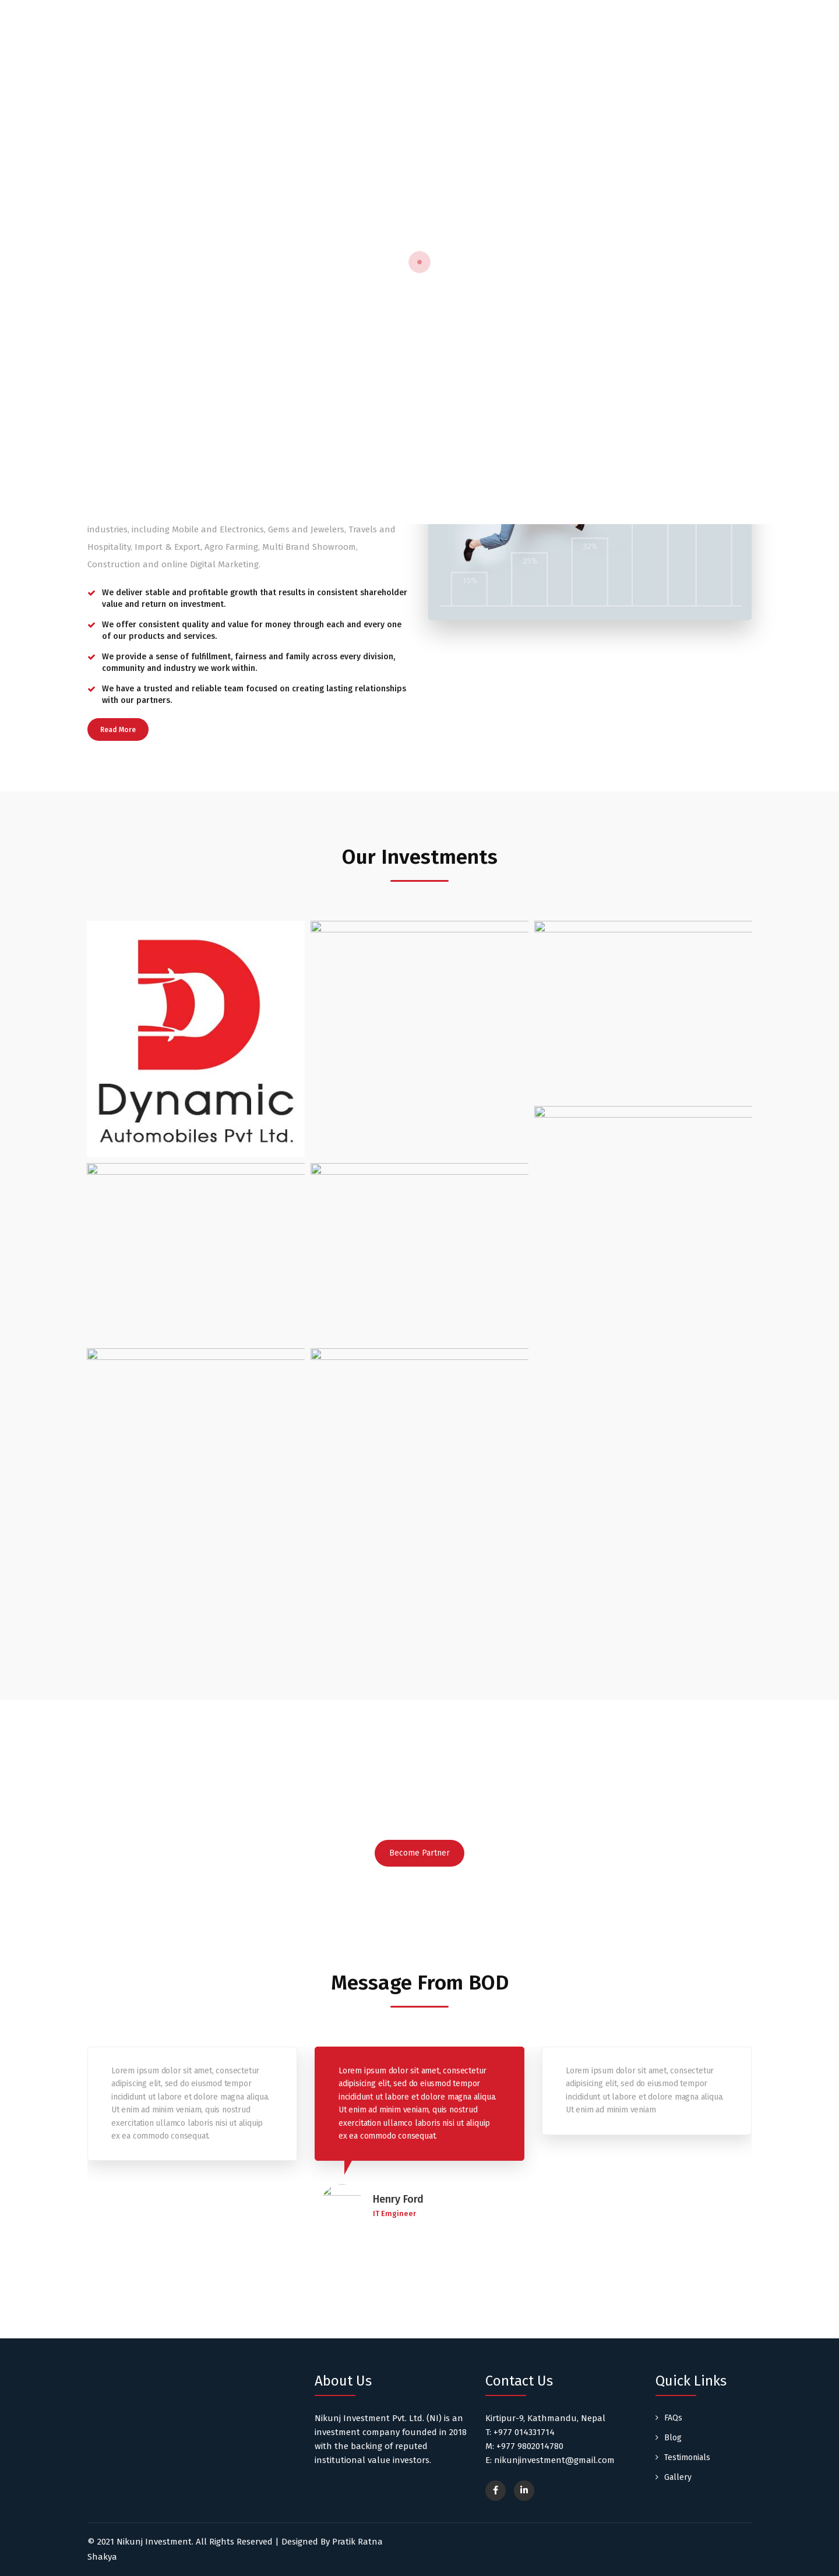 industries, including Mobile and Electronics, Gems and Jewelers, Travels and
Hospitality, Import & Export, Agro Farming, Multi Brand Showroom,
Construction and online Digital Marketing.
We deliver stable and profitable growth that results in consistent shareholder
value and return on investment.
We offer consistent quality and value for money through each and every one
of our products and services.
We provide a sense of fulfillment, fairness and family across every division,
community and industry we work within.
We have a trusted and reliable team focused on creating lasting relationships
with our partners.
Read More
15%
25%
32%
Our Investments
Dynamic
Automobiles Pvt Ltd.
Become Partner
Message From BOD
Lorem ipsum dolor sit amet, consectetur
adipiscing elit, sed do eiusmod tempor
incididunt ut labore et dolore magna aliqua.
Ut enim ad minim veniam, quis nostrud
exercitation ullamco laboris nisi ut aliquip
ex ea commodo consequat.
Lorem ipsum dolor sit amet, consectetur
adipisicing elit, sed do eiusmod tempor
incididunt ut labore et dolore magna aliqua.
Ut enim ad minim veniam, quis nostrud
exercitation ullamco laboris nisi ut aliquip
ex ea commodo consequat.
Henry Ford
IT Emgineer
Lorem ipsum dolor sit amet, consectetur
adipisicing elit, sed do eiusmod tempor
incididunt ut labore et dolore magna aliqua.
Ut enim ad minim veniam
About Us
Nikunj Investment Pvt. Ltd. (NI) is an
investment company founded in 2018
with the backing of reputed
institutional value investors.
Contact Us
Kirtipur-9, Kathmandu, Nepal
T: +977 014331714
M: +977 9802014780
E: nikunjinvestment@gmail.com
Quick Links
FAQs
Blog
Testimonials
Gallery
© 2021 Nikunj Investment. All Rights Reserved | Designed By Pratik Ratna
Shakya